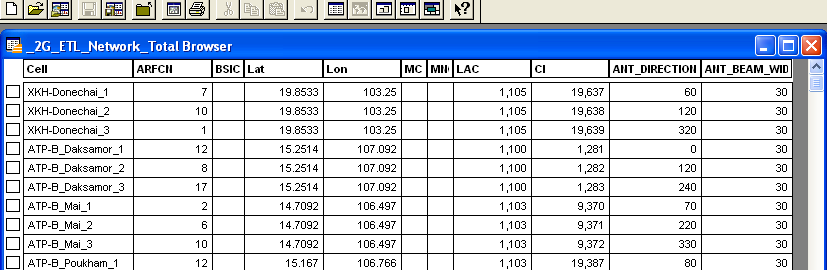 _2G_ETL_Network_Total Browser
Cell ARFCN BSIC Lat Lon MC MN LAC CI ANT_DIRECTION ANT_BEAM_WID
XKH-Donechai_1 7 19.8533 103.25 1,105 19,637 60 30
XKH-Donechai_2 10 19.8533 103.25 1,105 19,638 120 30
XKH-Donechai_3 1 19.8533 103.25 1,105 19,639 320 30
ATP-B_Daksamor_1 12 15.2514 107.092 1,100 1,281 0 30
ATP-B_Daksamor_2 8 15.2514 107.092 1,100 1,282 120 30
ATP-B_Daksamor_3 17 15.2514 107.092 1,100 1,283 240 30
ATP-B_Mai_1 2 14.7092 106.497 1,103 9,370 70 30
ATP-B_Mai_2 6 14.7092 106.497 1,103 9,371 220 30
ATP-B_Mai_3 10 14.7092 106.497 1,103 9,372 330 30
ATP-B_Poukham_1 12 15.167 106.766 1,103 19,387 80 30